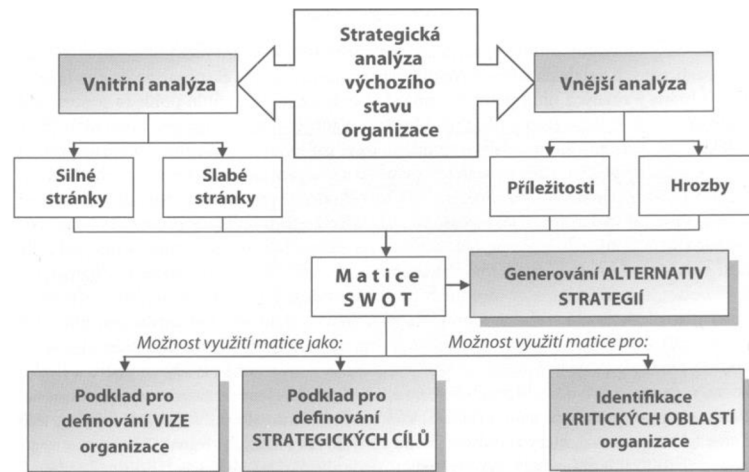 Strategická
analýza
výchozího
stavu
organizace
Vnitřní analýza
Vnější analýza
Silné
stránky
Slabé
stránky
Příležitosti
Hrozby
Matice
SWOT
Generování ALTERNATIV
STRATEGIÍ
Možnost využití matice jako:
Možnost využití matice pro:
Podklad pro
definování VIZE
organizace
Podklad pro
definování
STRATEGICKÝCH CÍLŮ
Identifikace
KRITICKÝCH OBLASTÍ
organizace